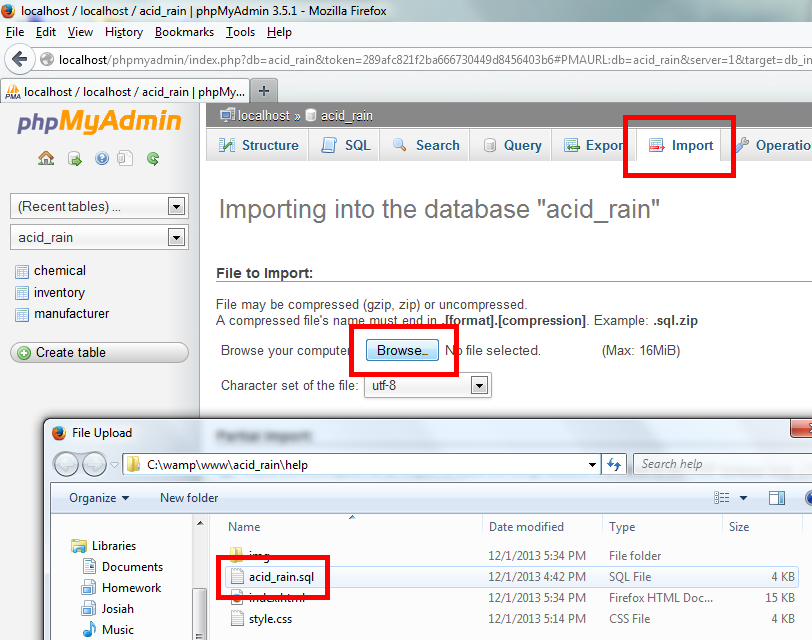 localhost / localhost / acid_rain | phpMyAdmin 3.5.1 - Mozilla Firefox
File Edit View History Bookmarks Tools Help
localhost/phpmyadmin/index.php?db=acid_rain&token=289afc821f2ba666730449d8456403b6#PMAURL:db=acid_rain&server=1&target=db_in
PMA localhost / localhost / acid_rain | phpMy... +
phpMyAdmin
localhost » acid_rain
Structure SQL Search Query Expor Import Operatio
(Recent tables) ...
acid_rain
chemical
inventory
manufacturer
Create table
Importing into the database "acid_rain"
File to Import:
File may be compressed (gzip, zip) or uncompressed.
A compressed file's name must end in .[format].[compression]. Example: .sql.zip
Browse your computer Browse… No file selected. (Max: 16MiB)
Character set of the file: utf-8
Partial Import:
File Upload
C:\wamp\www\acid_rain\help
Search help
Organize New folder
Name Date modified Type Size
Libraries
Documents
Homework
Josiah
Music
img 12/1/2013 5:34 PM File folder
acid_rain.sql 12/1/2013 4:42 PM SQL File 4 KB
index.html 12/1/2013 5:34 PM Firefox HTML Doc... 15 KB
style.css 12/1/2013 5:14 PM CSS File 4 KB